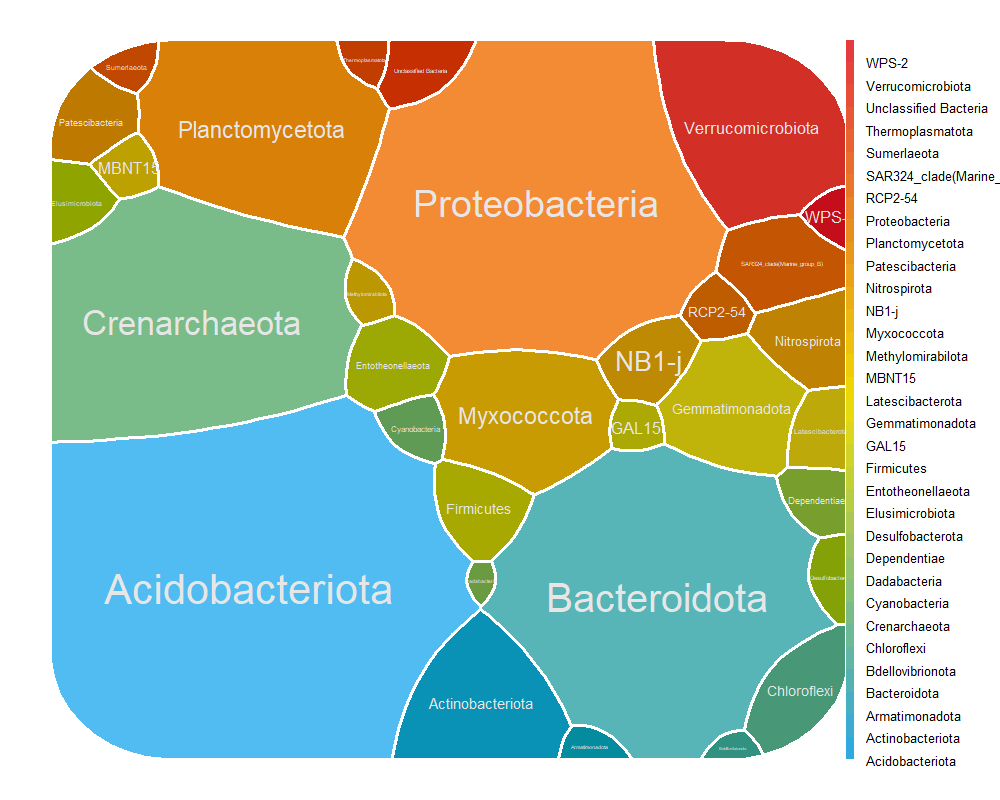 Sumerlaeota
Thermoplasmatota
Unclassified Bacteria
Patescibacteria
Planctomycetota
Verrucomicrobiota
MBNT15
Elusimicrobiota
Proteobacteria
WPS-
SAR324_clade(Marine_group_B)
Crenarchaeota
Methylomirabilota
RCP2-54
Nitrospirota
Entotheonellaeota
NB1-j
Myxococcota
Gemmatimonadota
Cyanobacteria
GAL15
Latescibacterota
Firmicutes
Dependentiae
Acidobacteriota
Bacteroidota
Actinobacteriota
Chloroflexi
Armatimonadota
WPS-2
Verrucomicrobiota
Unclassified Bacteria
Thermoplasmatota
Sumerlaeota
SAR324_clade(Marine_
RCP2-54
Proteobacteria
Planctomycetota
Patescibacteria
Nitrospirota
NB1-j
Myxococcota
Methylomirabilota
MBNT15
Latescibacterota
Gemmatimonadota
GAL15
Firmicutes
Entotheonellaeota
Elusimicrobiota
Desulfobacterota
Dependentiae
Dadabacteria
Cyanobacteria
Crenarchaeota
Chloroflexi
Bdellovibrionota
Bacteroidota
Armatimonadota
Actinobacteriota
Acidobacteriota